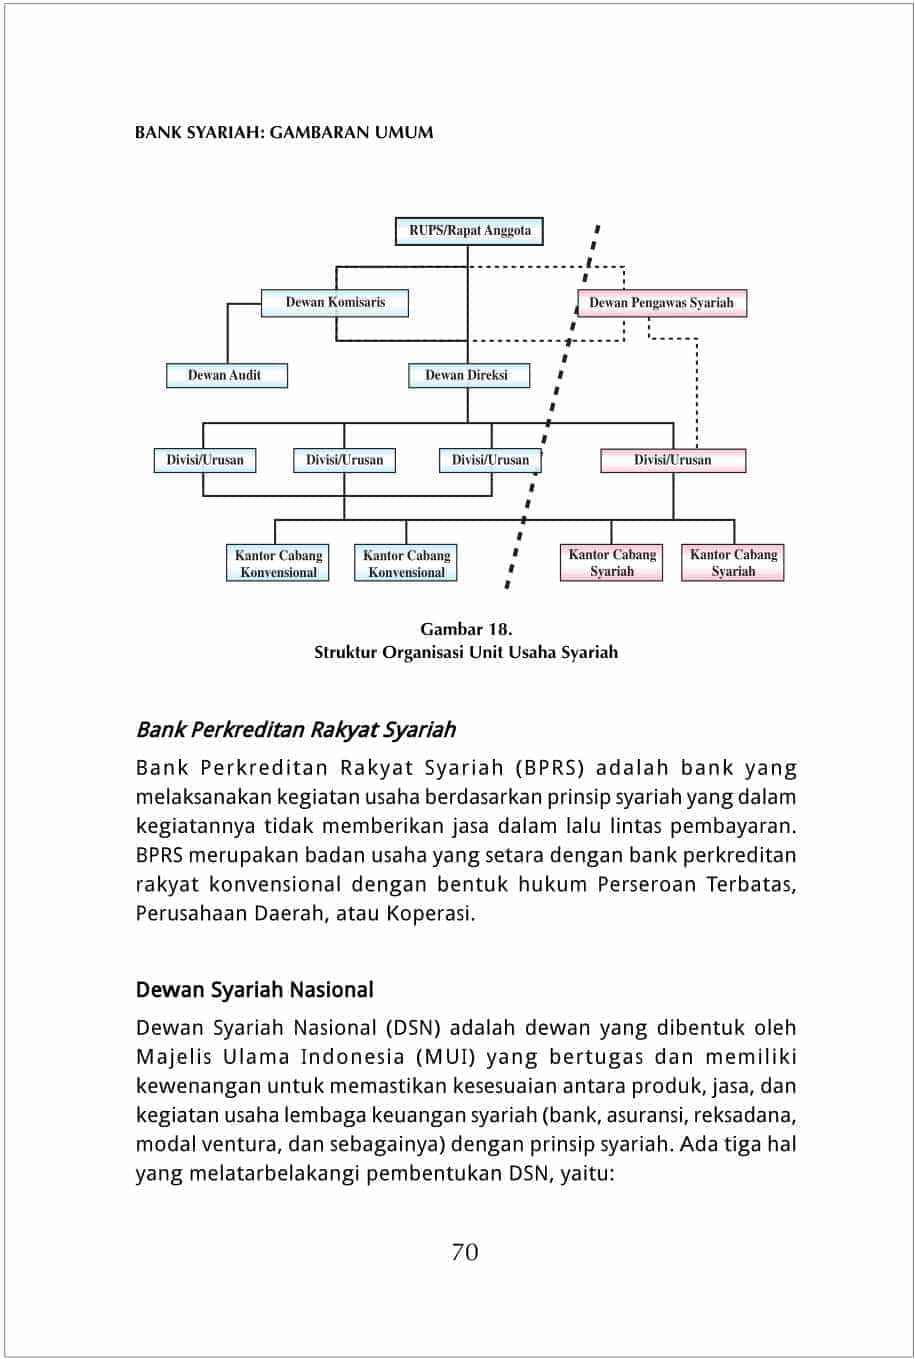 BANK SYARIAH: GAMBARAN UMUM
RUPS/Rapat Anggota
Dewan Komisaris
Dewan Pengawas Syariah
Dewan Audit
Dewan Direksi
Divisi/Urusan
Divisi/Urusan
Divisi/Urusan
Divisi/Urusan
Kantor Cabang
Konvensional
Kantor Cabang
Konvensional
Kantor Cabang
Syariah
Kantor Cabang
Syariah
Gambar 18.
Struktur Organisasi Unit Usaha Syariah
Bank Perkreditan Rakyat Syariah
Bank Perkreditan Rakyat Syariah (BPRS) adalah bank yang
melaksanakan kegiatan usaha berdasarkan prinsip syariah yang dalam
kegiatannya tidak memberikan jasa dalam lalu lintas pembayaran.
BPRS merupakan badan usaha yang setara dengan bank perkreditan
rakyat konvensional dengan bentuk hukum Perseroan Terbatas,
Perusahaan Daerah, atau Koperasi.
Dewan Syariah Nasional
Dewan Syariah Nasional (DSN) adalah dewan yang dibentuk oleh
Majelis Ulama Indonesia (MUI) yang bertugas dan memiliki
kewenangan untuk memastikan kesesuaian antara produk, jasa, dan
kegiatan usaha lembaga keuangan syariah (bank, asuransi, reksadana,
modal ventura, dan sebagainya) dengan prinsip syariah. Ada tiga hal
yang melatarbelakangi pembentukan DSN, yaitu:
70